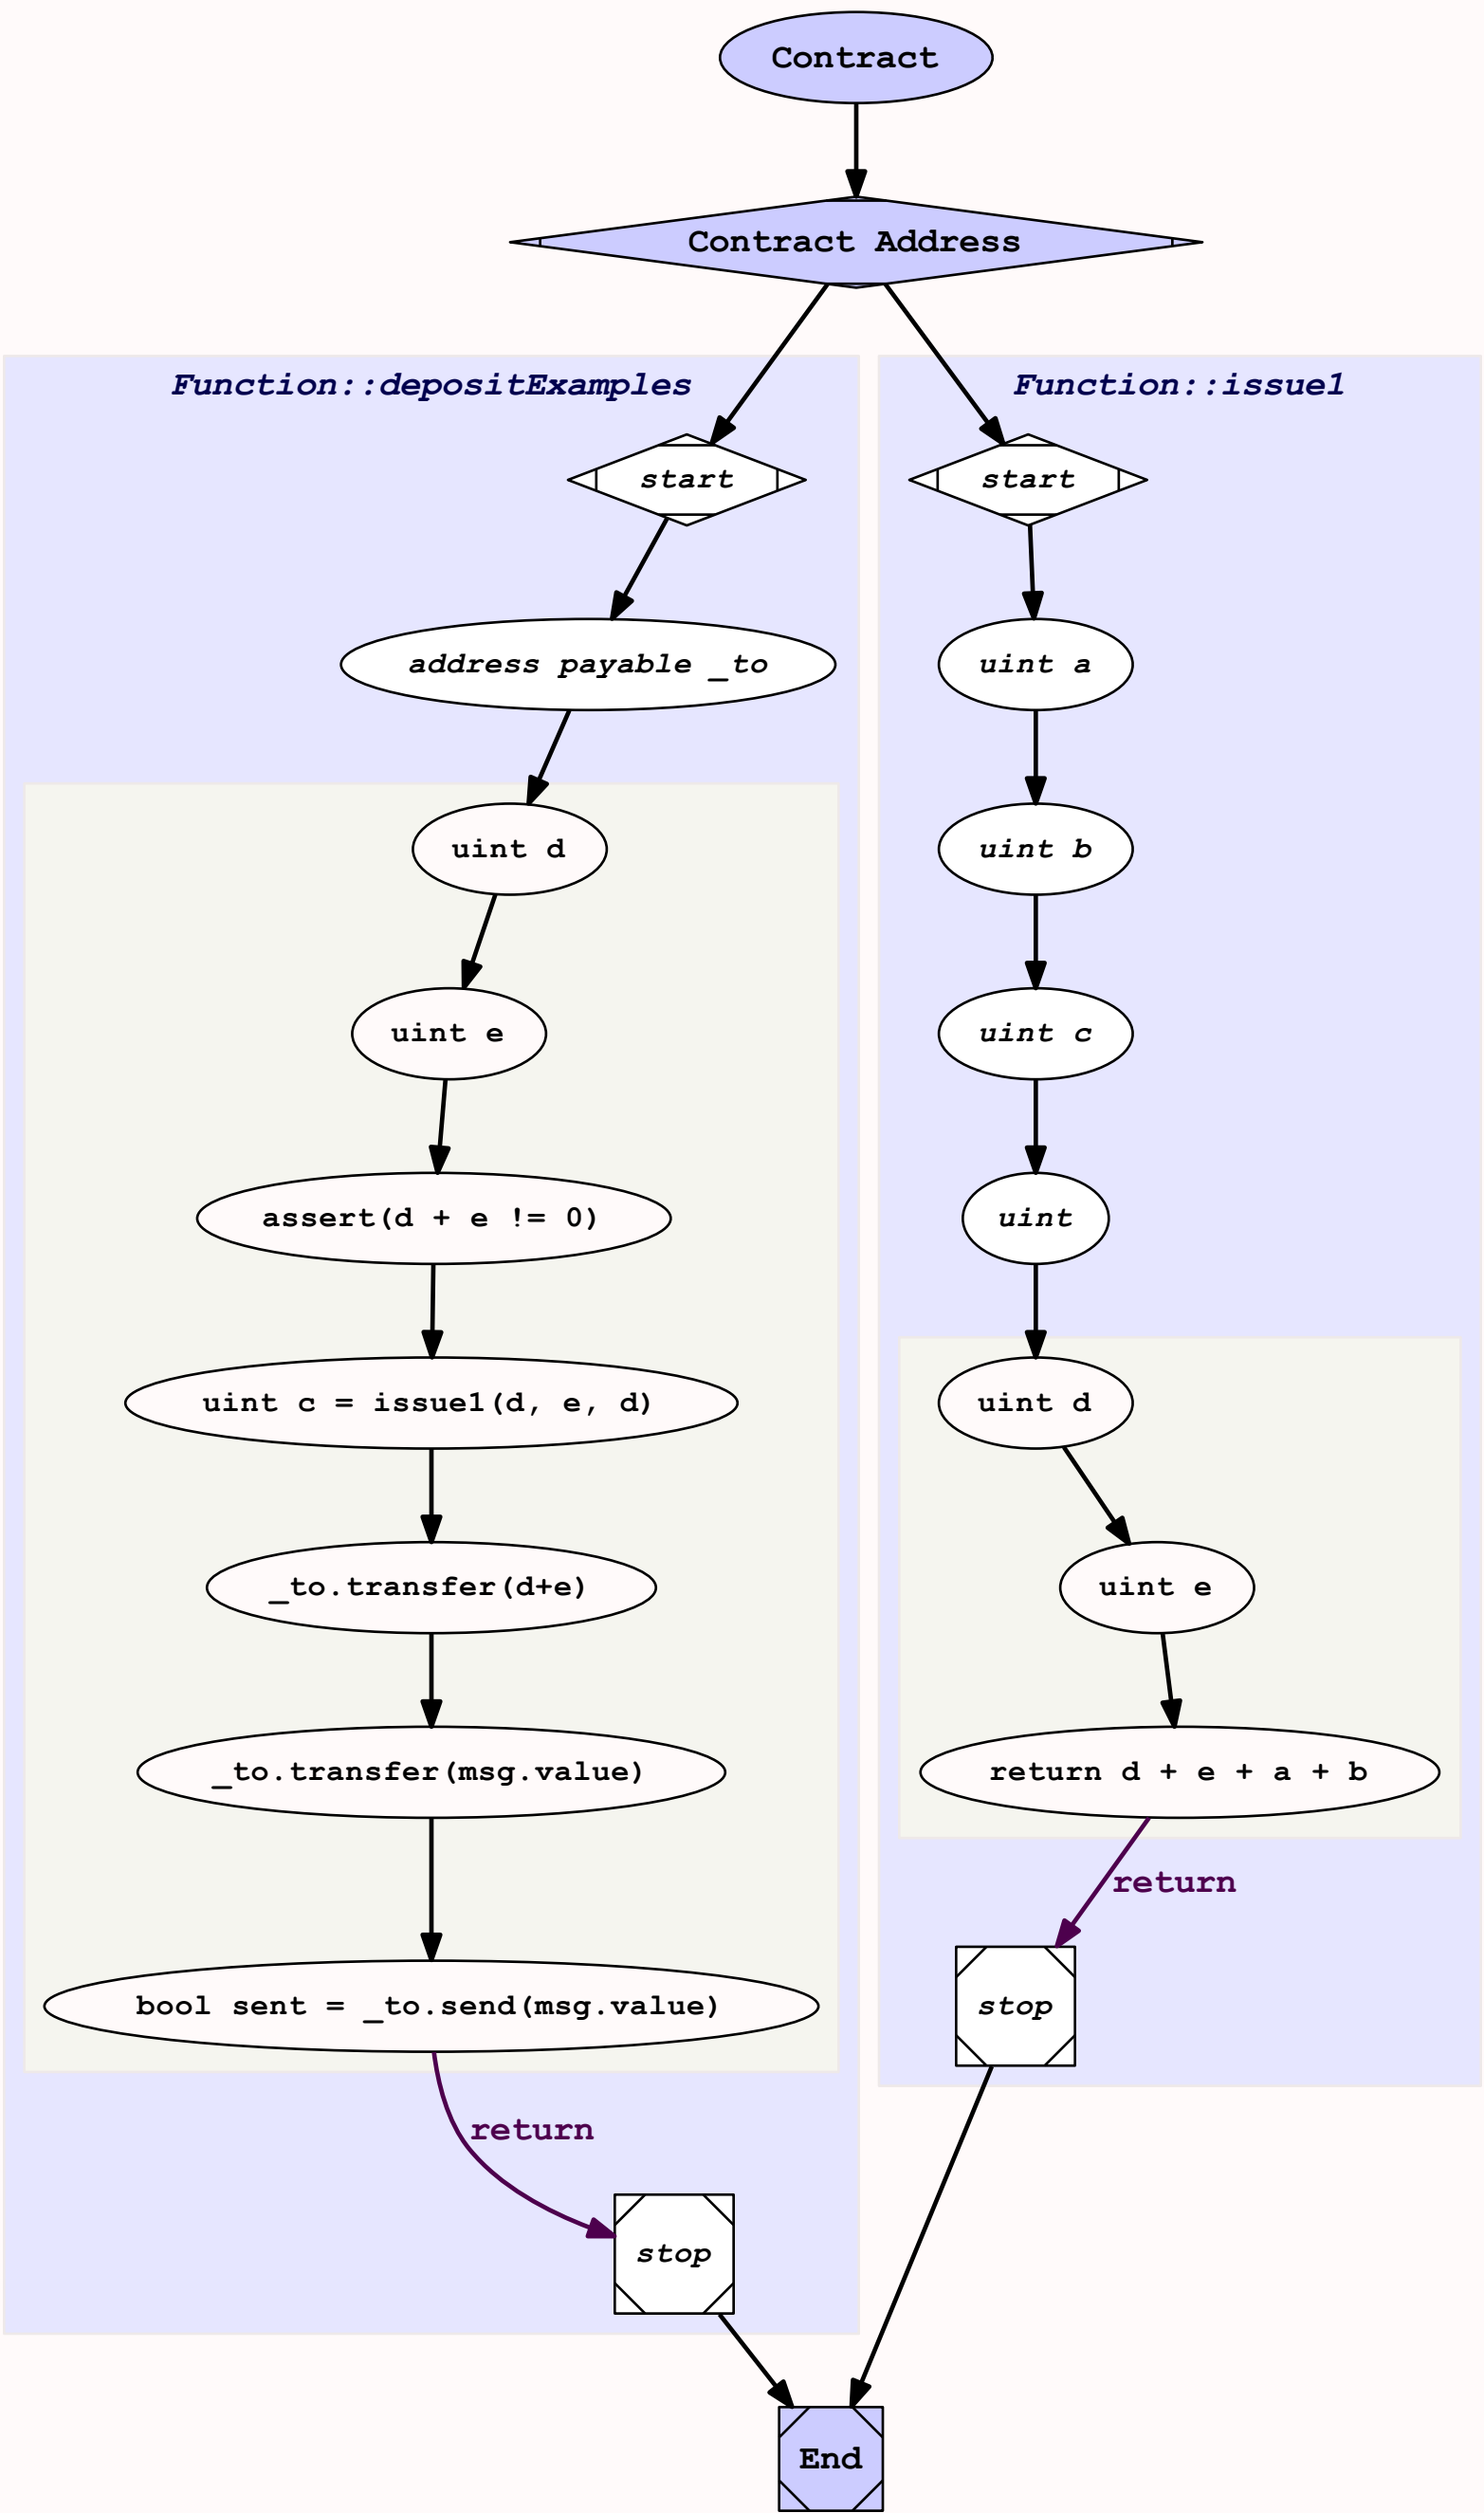 Contract
Contract Address
Function::depositExamples
start
address payable _to
uint d
uint e
assert(d + e != 0)
uint c = issue1(d, e, d)
_to.transfer(d+e)
_to.transfer(msg.value)
bool sent = _to.send(msg.value)
return
stop
Function::issue1
start
uint a
uint b
uint c
uint
uint d
uint e
return d + e + a + b
return
stop
End